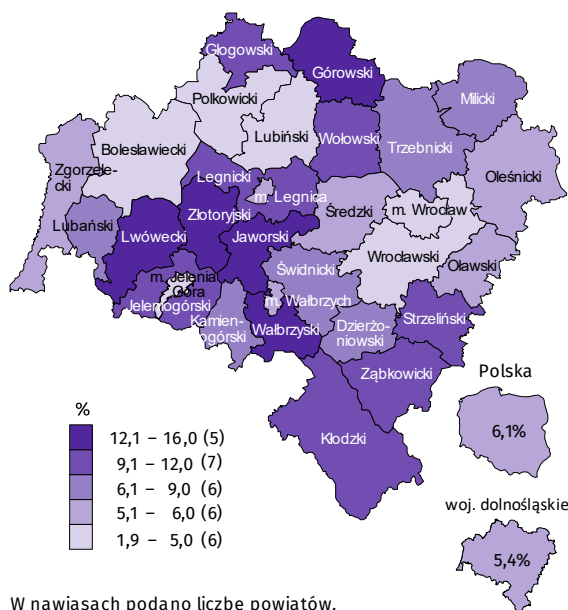 Głogowski
Górowski
Milicki
Polkowicki
Lubiński
Wołowski
Trzebnicki
Bolesławiecki
Zgorzele-
cki
Legnicki
m. Legnica
Oleśnicki
Lubański
Złotoryjski
Średzki
m. Wrocław
Lwówecki
Jaworski
Wrocławski
Oławski
Świdnicki
m. Jelenia
Góra
Jeleniogórski
m. Wałbrzych
Kamien-
nogórski
Wałbrzyski
Dzierżo-
niowski
Strzeliński
Ząbkowicki
Kłodzki
Polska
6,1%
woj. dolnośląskie
5,4%
%
12,1 – 16,0 (5)
9,1 – 12,0 (7)
6,1 – 9,0 (6)
5,1 – 6,0 (6)
1,9 – 5,0 (6)
W nawiasach podano liczbę powiatów.